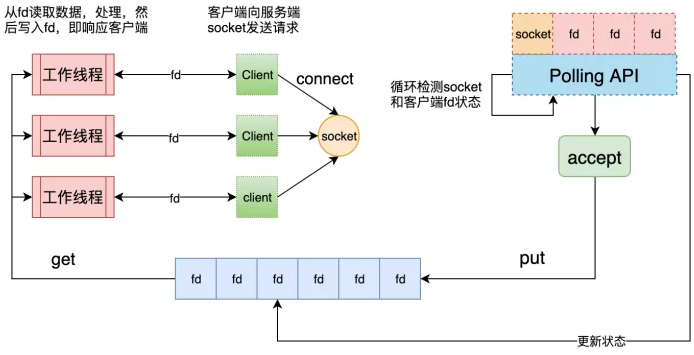 从fd读取数据，处理，然
后写入fd，即响应客户端
客户端向服务端
socket发送请求
socket fd fd fd
Polling API
循环检测socket
和客户端fd状态
工作线程 fd Client
connect
工作线程 fd Client
socket
accept
工作线程 fd client
get
put
fd fd fd fd fd fd
更新状态